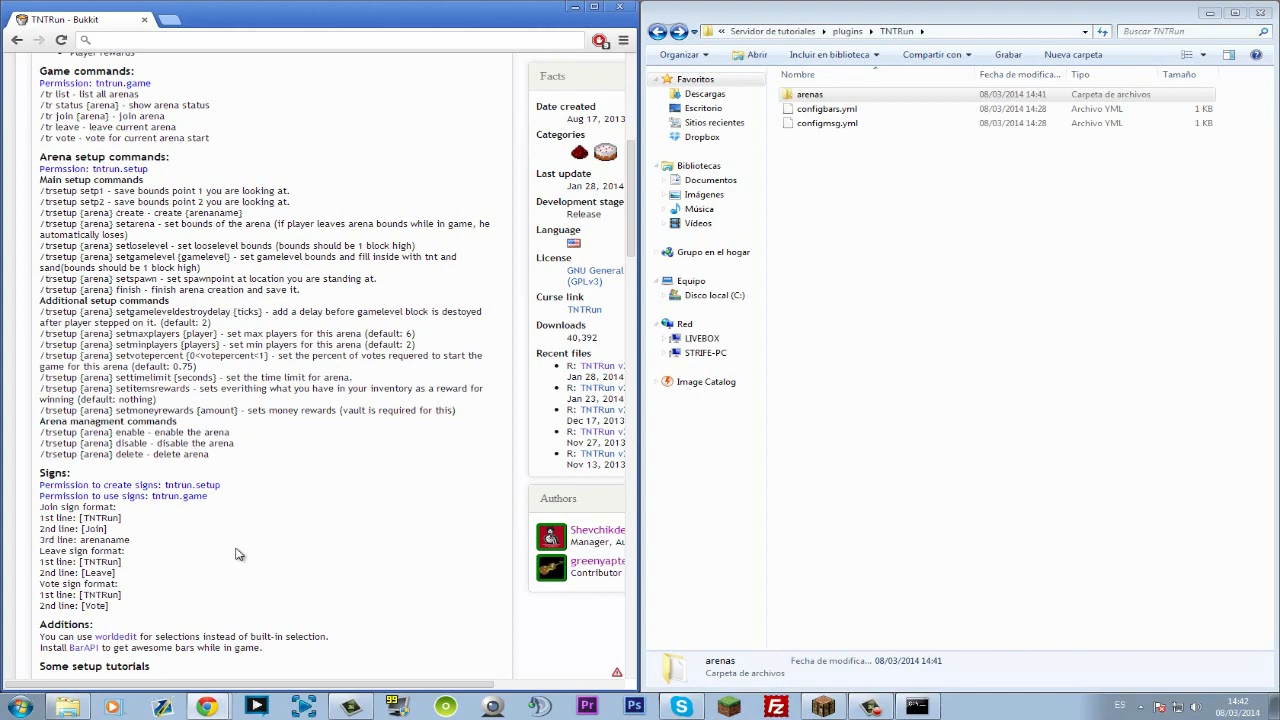 TNTRun - Bukkit
Player rewards
Game commands:
Permission: tntrun.game
/tr list - list all arenas
/tr status {arena} - show arena status
/tr join {arena} - join arena
/tr leave - leave current arena
/tr vote - vote for current arena start
Arena setup commands:
Permssion: tntrun.setup
Main setup commands
/trsetup setp1 - save bounds point 1 you are looking at.
/trsetup setp2 - save bounds point 2 you are looking at.
/trsetup {arena} create - create {arenaname}
/trsetup {arena} setarena - set bounds of the arena (if player leaves arena bounds while in game, he
automatically loses)
/trsetup {arena} setloselevel - set looselevel bounds (bounds should be 1 block high)
/trsetup {arena} setgamelevel {gamelevel} - set gamelevel bounds and fill inside with tnt and
sand(bounds should be 1 block high)
/trsetup {arena} setspawn - set spawnpoint at location you are standing at.
/trsetup {arena} finish - finish arena creation and save it.
Additional setup commands
/trsetup {arena} setgameleveldestroydelay {ticks} - add a delay before gamelevel block is destoyed
after player stepped on it. (default: 2)
/trsetup {arena} setmaxplayers {player} - set max players for this arena (default: 6)
/trsetup {arena} setminplayers {players} - set min players for this arena (default: 2)
/trsetup {arena} setvotepercent {0<votepercent<1} - set the percent of votes requered to start the
game for this arena (default: 0.75)
/trsetup {arena} settimelimit {seconds} - set the time limit for arena.
/trsetup {arena} setitemsrewards - sets everithing what you have in your inventory as a reward for
winning (default: nothing)
/trsetup {arena} setmoneyrewards {amount} - sets money rewards (vault is required for this)
Arena managment commands
/trsetup {arena} enable - enable the arena
/trsetup {arena} disable - disable the arena
/trsetup {arena} delete - delete arena
Signs:
Permission to create signs: tntrun.setup
Permission to use signs: tntrun.game
Join sign format:
1st line: [TNTRun]
2nd line: [Join]
3rd line: arenaname
Leave sign format:
1st line: [TNTRun]
2nd line: [Leave]
Vote sign format:
1st line: [TNTRun]
2nd line: [Vote]
Additions:
You can use worldedit for selections instead of built-in selection.
Install BarAPI to get awesome bars while in game.
Some setup tutorials
Facts
Date created
Aug 17, 2013
Categories
Last update
Jan 28, 2014
Development stage
Release
Language
License
GNU General
(GPLv3)
Curse link
TNTRun
Downloads
40,392
Recent files
R: TNTRun v
Jan 28, 2014
R: TNTRun v
Jan 23, 2014
R: TNTRun v
Dec 17, 2013
R: TNTRun v
Nov 27, 2013
R: TNTRun v
Nov 13, 2013
Authors
Shevchikde
Manager, Au
greenyapte
Contributor
« Servidor de tutoriales
plugins
TNTRun
Buscar TNTRun
Organizar
Abrir
Incluir en biblioteca
Compartir con
Grabar
Nueva carpeta
Nombre
Fecha de modifica...
Tipo
Tamaño
arenas
08/03/2014 14:41
Carpeta de archivos
configbars.yml
08/03/2014 14:28
Archivo YML
1 KB
configmsg.yml
08/03/2014 14:28
Archivo YML
1 KB
Favoritos
Descargas
Escritorio
Sitios recientes
Dropbox
Bibliotecas
Documentos
Imágenes
Música
Vídeos
Grupo en el hogar
Equipo
Disco local (C:)
Red
LIVEBOX
STRIFE-PC
Image Catalog
arenas
Fecha de modifica... 08/03/2014 14:41
Carpeta de archivos
99
Pr
Ps
ES
14:42
08/03/2014